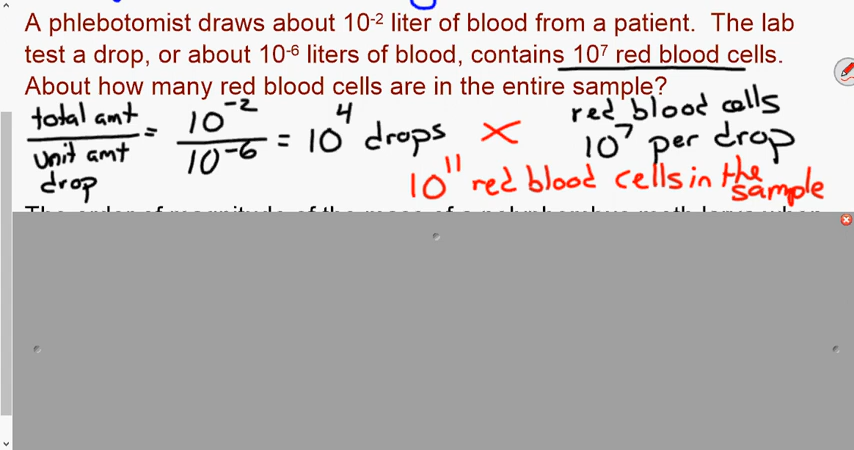 A phlebotomist draws about 10⁻² liter of blood from a patient. The lab
test a drop, or about 10⁻⁶ liters of blood, contains 10⁷ red blood cells.
About how many red blood cells are in the entire sample?
total amt / unit amt drop = 10⁻² / 10⁻⁶ = 10⁴ drops × red blood cells 10⁷ per drop
10¹¹ red blood cells in the sample